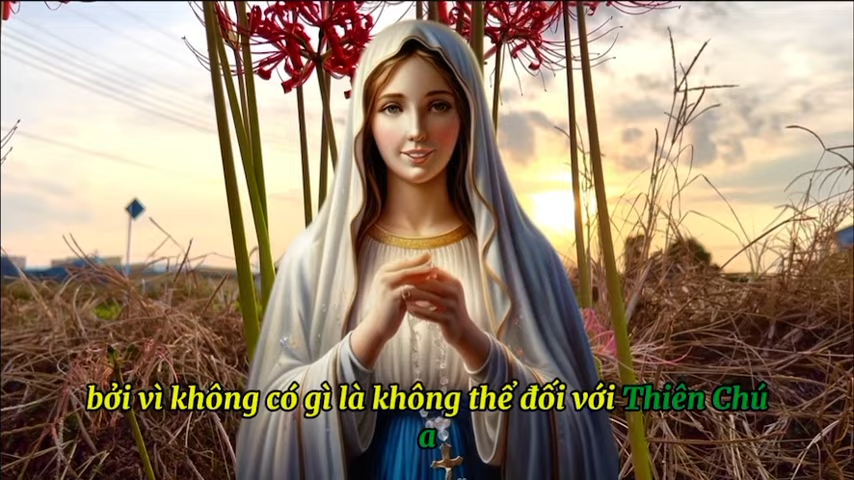 bởi vì không có gì là không thể đối với Thiên Chú
a